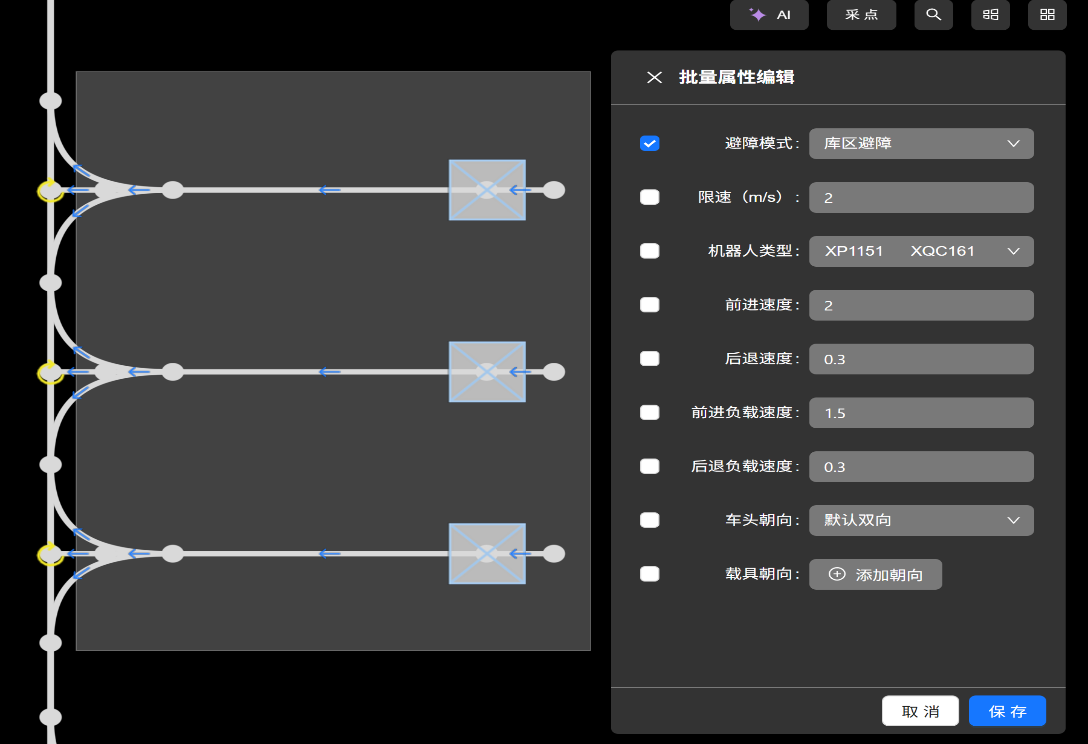 AI 采点
批量属性编辑
避障模式: 库区避障
限速（m/s）: 2
机器人类型: XP1151 XQC161
前进速度: 2
后退速度: 0.3
前进负载速度: 1.5
后退负载速度: 0.3
车头朝向: 默认双向
载具朝向: 添加朝向
取消 保存